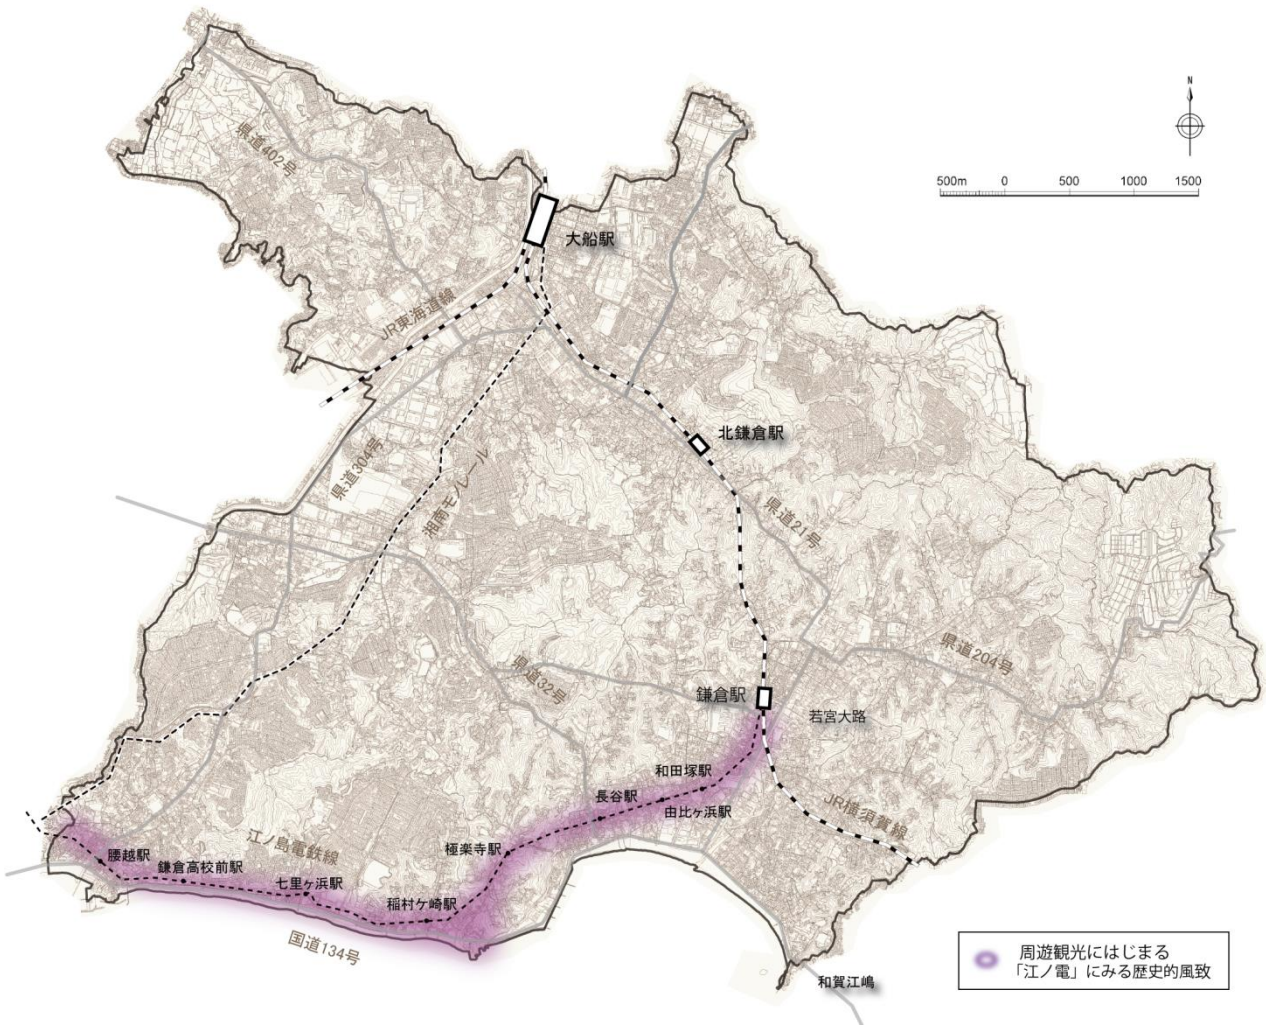 N
500m 0 500 1000 1500
県道402号
大船駅
JR東海道線
北鎌倉駅
県道304号
湘南モノレール
県道21号
県道204号
県道32号
鎌倉駅
若宮大路
和田塚駅
長谷駅
由比ヶ浜駅
JR横須賀線
江ノ島電鉄線
極楽寺駅
腰越駅
鎌倉高校前駅
七里ヶ浜駅
稲村ケ崎駅
国道134号
和賀江嶋
周遊観光にはじまる
「江ノ電」にみる歴史的風致